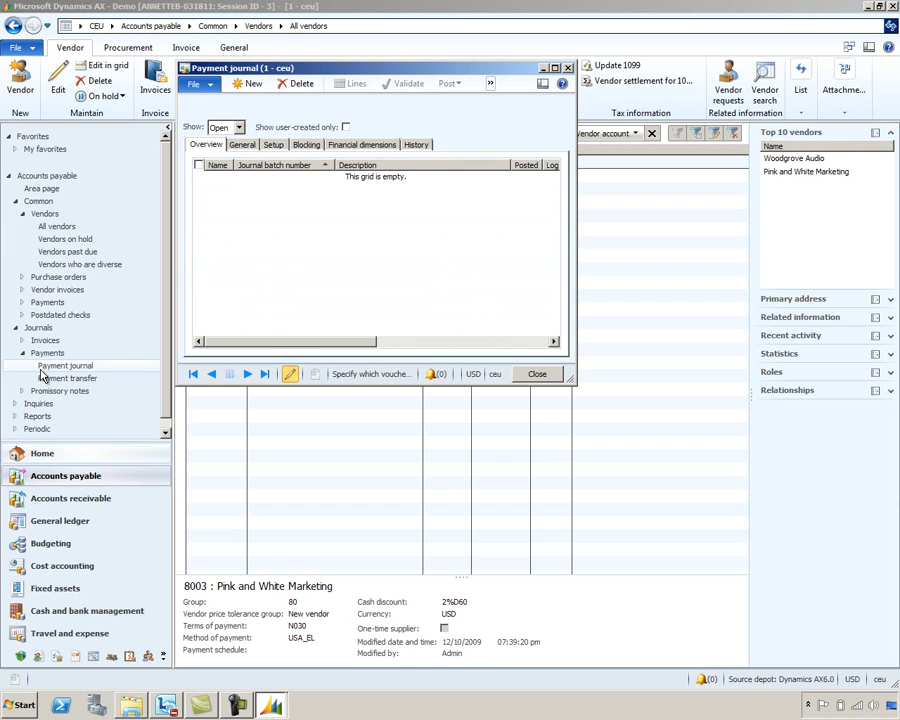 Microsoft Dynamics AX - Demo [ANNETTEB-031811: Session ID - 3] - [1 - ceu]
CEU ▸ Accounts payable ▸ Common ▸ Vendors ▸ All vendors
File Vendor Procurement Invoice General
Vendor
New
Edit
Edit in grid
Delete
On hold
Maintain
Invoices
Invoice
Update 1099
Vendor settlement for 10...
Tax information
Vendor requests
Vendor search
Related information
List
Attachme...
Favorites
My favorites
Accounts payable
Area page
Common
Vendors
All vendors
Vendors on hold
Vendors past due
Vendors who are diverse
Purchase orders
Vendor invoices
Payments
Postdated checks
Journals
Invoices
Payments
Payment journal
Payment transfer
Promissory notes
Inquiries
Reports
Periodic
Home
Accounts payable
Accounts receivable
General ledger
Budgeting
Cost accounting
Fixed assets
Cash and bank management
Travel and expense
Payment journal (1 - ceu)
File New Delete Lines Validate Post »
Show: Open Show user-created only:
Overview General Setup Blocking Financial dimensions History
Name Journal batch number Description Posted Log
This grid is empty.
Specify which vouche... (0) USD ceu Close
endor account
Top 10 vendors
Name
Woodgrove Audio
Pink and White Marketing
Primary address
Related information
Recent activity
Statistics
Roles
Relationships
8003 : Pink and White Marketing
Group: 80
Vendor price tolerance group: New vendor
Terms of payment: N030
Method of payment: USA_EL
Payment schedule:
Cash discount: 2%D60
Currency: USD
One-time supplier:
Modified date and time: 12/10/2009 07:39:20 pm
Modified by: Admin
(0) Source depot: Dynamics AX6.0 USD ceu
Start